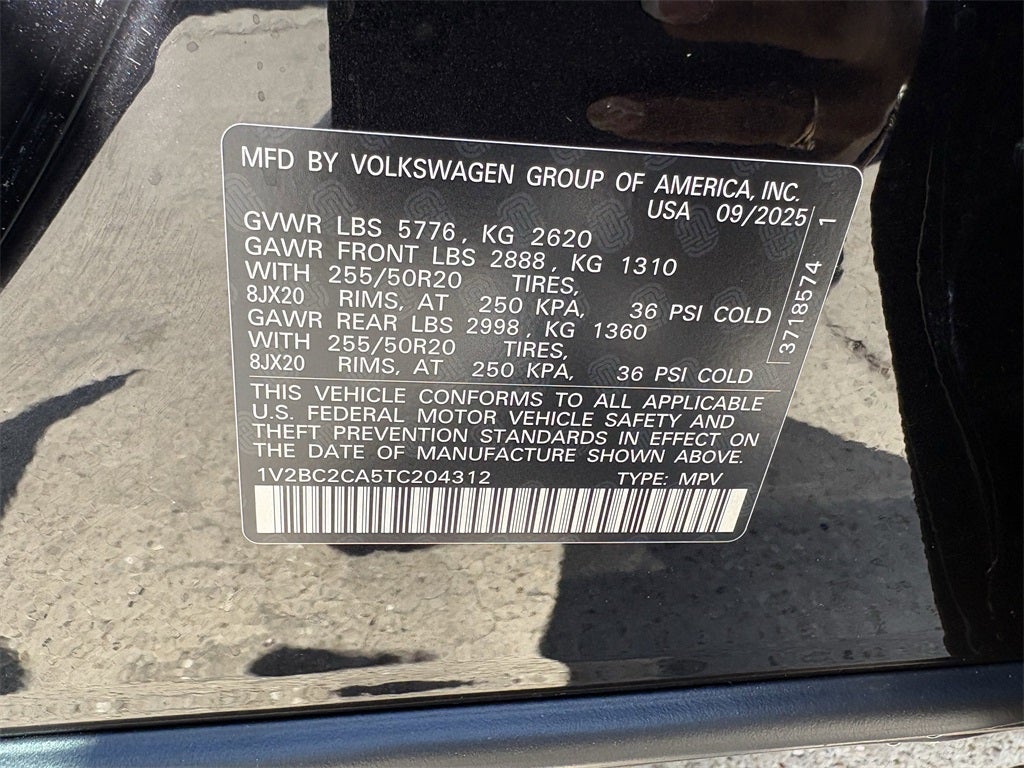 MFD BY VOLKSWAGEN GROUP OF AMERICA, INC.
USA 09/2025
GVWR LBS 5776, KG 2620
GAWR FRONT LBS 2888, KG 1310
WITH 255/50R20 TIRES,
8JX20 RIMS, AT 250 KPA, 36 PSI COLD
GAWR REAR LBS 2998, KG 1360
WITH 255/50R20 TIRES,
8JX20 RIMS, AT 250 KPA, 36 PSI COLD
THIS VEHICLE CONFORMS TO ALL APPLICABLE
U.S. FEDERAL MOTOR VEHICLE SAFETY AND
THEFT PREVENTION STANDARDS IN EFFECT ON
THE DATE OF MANUFACTURE SHOWN ABOVE.
1V2BC2CA5TC204312 TYPE: MPV
3718574 1